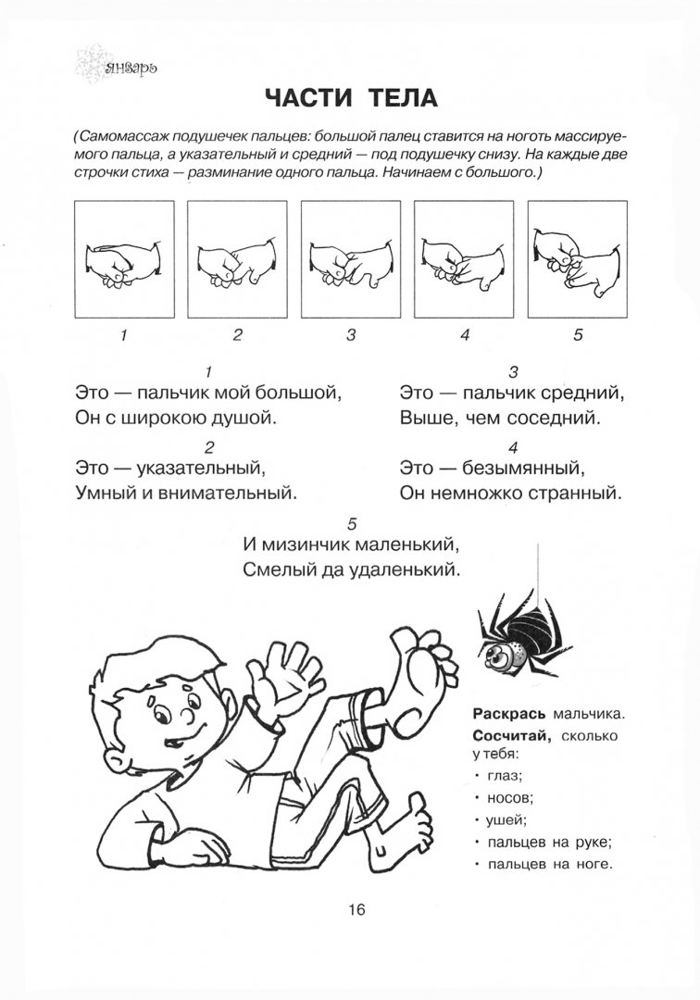 январь
ЧАСТИ ТЕЛА
(Самомассаж подушечек пальцев: большой палец ставится на ноготь массируе-
мого пальца, а указательный и средний — под подушечку снизу. На каждые две
строчки стиха — разминание одного пальца. Начинаем с большого.)
1 2 3 4 5
1
Это — пальчик мой большой,
Он с широкою душой.
2
Это — указательный,
Умный и внимательный.
3
Это — пальчик средний,
Выше, чем соседний.
4
Это — безымянный,
Он немножко странный.
5
И мизинчик маленький,
Смелый да удаленький.
Раскрась мальчика.
Сосчитай, сколько
у тебя:
• глаз;
• носов;
• ушей;
• пальцев на руке;
• пальцев на ноге.
16